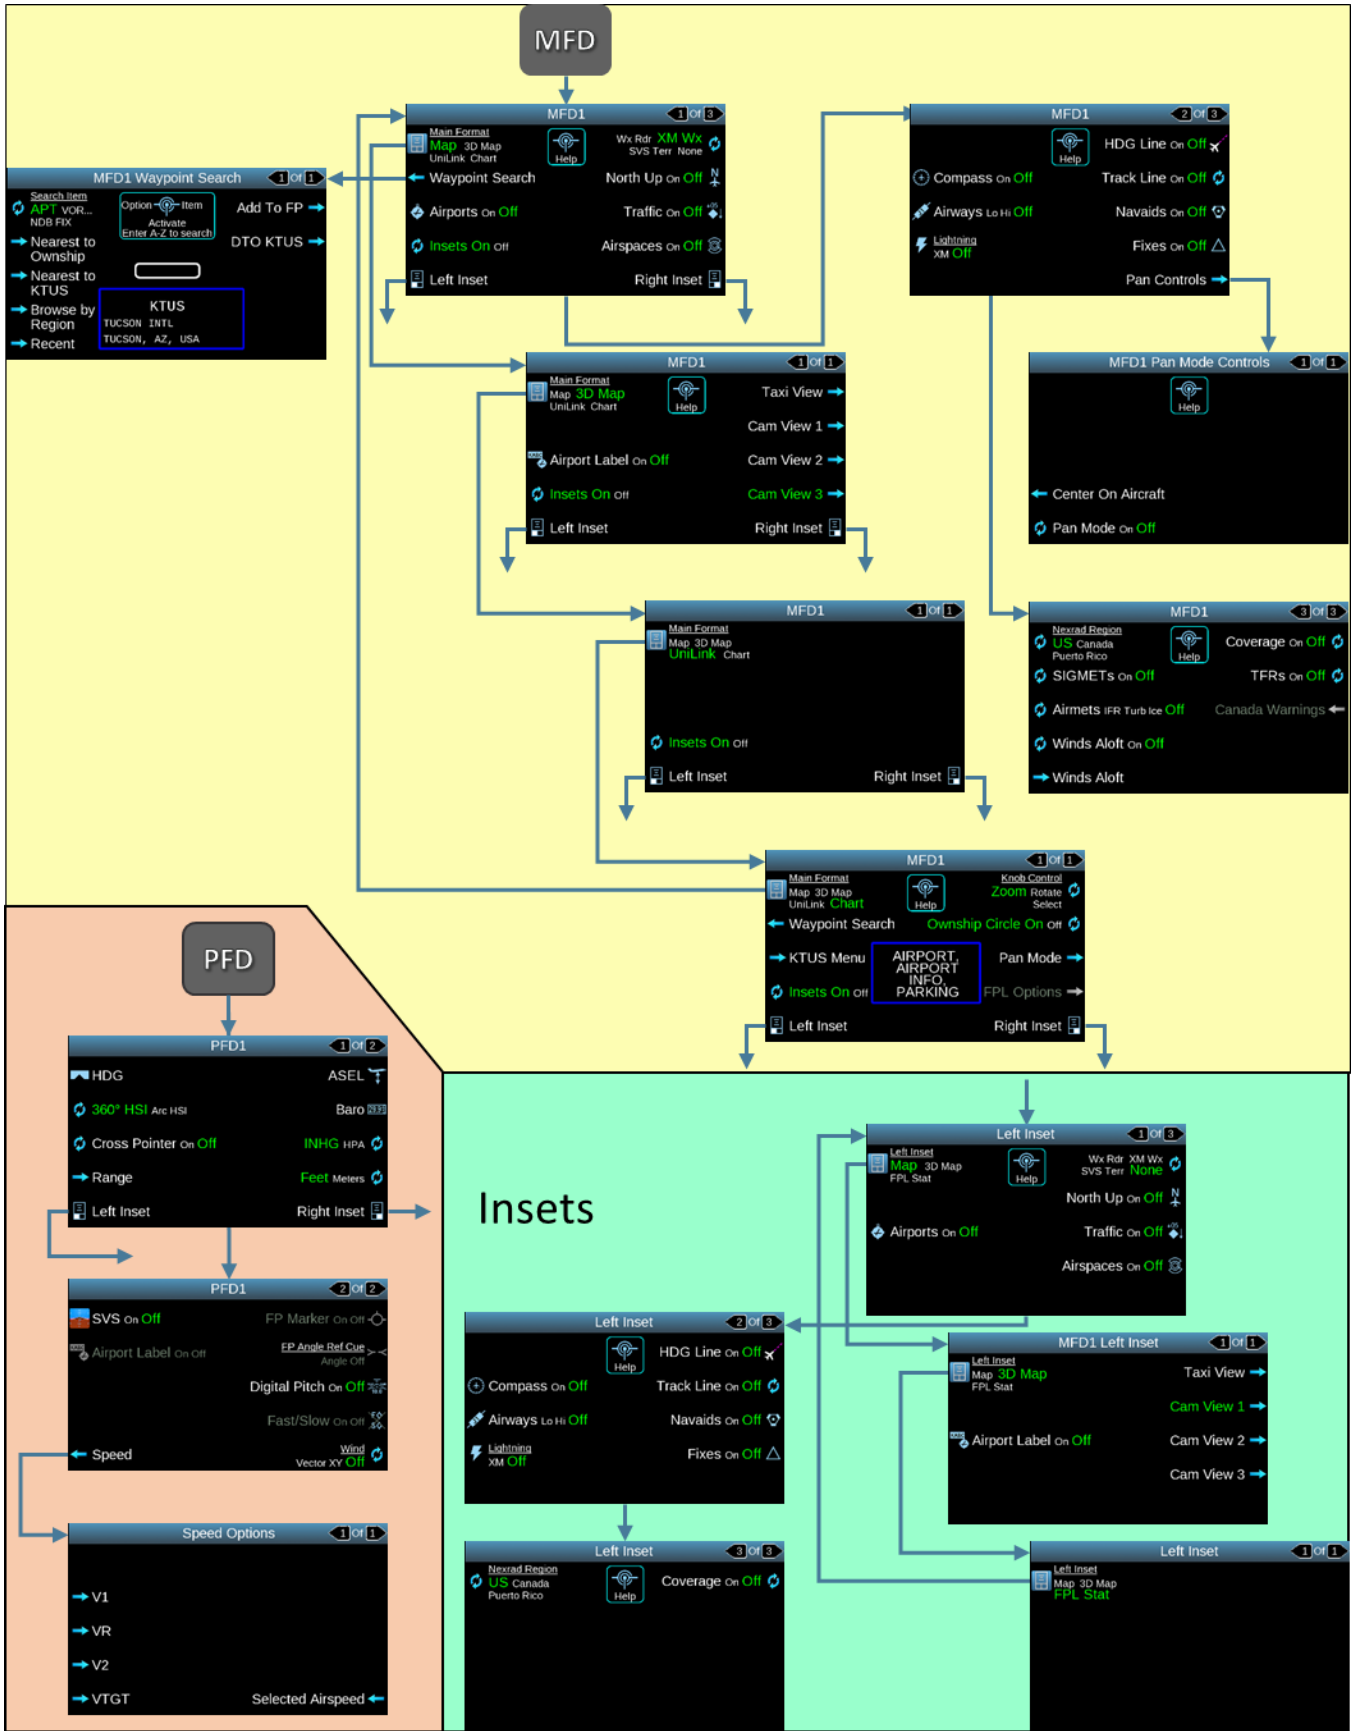 MFD
MFD1 1 Of 3
Main Format
Map 3D Map
UniLink Chart
Help
Wx Rdr XM Wx
SVS Terr None
Waypoint Search
North Up On Off
Airports On Off
Traffic On Off
Insets On Off
Airspaces On Off
Left Inset
Right Inset
MFD1 2 Of 3
Help
HDG Line On Off
Compass On Off
Track Line On Off
Airways Lo Hi Off
Navaids On Off
Lightning
XM Off
Fixes On Off
Pan Controls
MFD1 Waypoint Search 1 Of 1
Search Item
APT VOR...
NDB FIX
Option Item
Activate
Enter A-Z to search
Add To FP
Nearest to
Ownship
DTO KTUS
Nearest to
KTUS
Browse by
Region
Recent
KTUS
TUCSON INTL
TUCSON, AZ, USA
MFD1 1 Of 1
Main Format
Map 3D Map
UniLink Chart
Help
Taxi View
Cam View 1
Airport Label On Off
Cam View 2
Insets On Off
Cam View 3
Left Inset
Right Inset
MFD1 Pan Mode Controls 1 Of 1
Help
Center On Aircraft
Pan Mode On Off
MFD1 1 Of 1
Main Format
Map 3D Map
UniLink Chart
Insets On Off
Left Inset
Right Inset
MFD1 3 Of 3
Nexrad Region
US Canada
Puerto Rico
Help
Coverage On Off
SIGMETs On Off
TFRs On Off
Airmets IFR Turb Ice Off
Canada Warnings
Winds Aloft On Off
Winds Aloft
MFD1 1 Of 1
Main Format
Map 3D Map
UniLink Chart
Help
Knob Control
Zoom Rotate
Select
Waypoint Search
Ownship Circle On Off
KTUS Menu
AIRPORT,
AIRPORT
INFO,
PARKING
Pan Mode
Insets On Off
FPL Options
Left Inset
Right Inset
PFD
PFD1 1 Of 2
HDG
ASEL
360° HSI Arc HSI
Baro
Cross Pointer On Off
INHG HPA
Range
Feet Meters
Left Inset
Right Inset
PFD1 2 Of 2
SVS On Off
FP Marker On Off
Airport Label On Off
FP Angle Ref Cue
Angle Off
Digital Pitch On Off
Fast/Slow On Off
Speed
Wind
Vector XY Off
Speed Options 1 Of 1
V1
VR
V2
VTGT
Selected Airspeed
Insets
Left Inset 1 Of 3
Left Inset
Map 3D Map
FPL Stat
Help
Wx Rdr XM Wx
SVS Terr None
North Up On Off
Airports On Off
Traffic On Off
Airspaces On Off
Left Inset 2 Of 3
Help
HDG Line On Off
Compass On Off
Track Line On Off
Airways Lo Hi Off
Navaids On Off
Lightning
XM Off
Fixes On Off
MFD1 Left Inset 1 Of 1
Left Inset
Map 3D Map
FPL Stat
Taxi View
Cam View 1
Airport Label On Off
Cam View 2
Cam View 3
Left Inset 3 Of 3
Nexrad Region
US Canada
Puerto Rico
Help
Coverage On Off
Left Inset 1 Of 1
Left Inset
Map 3D Map
FPL Stat